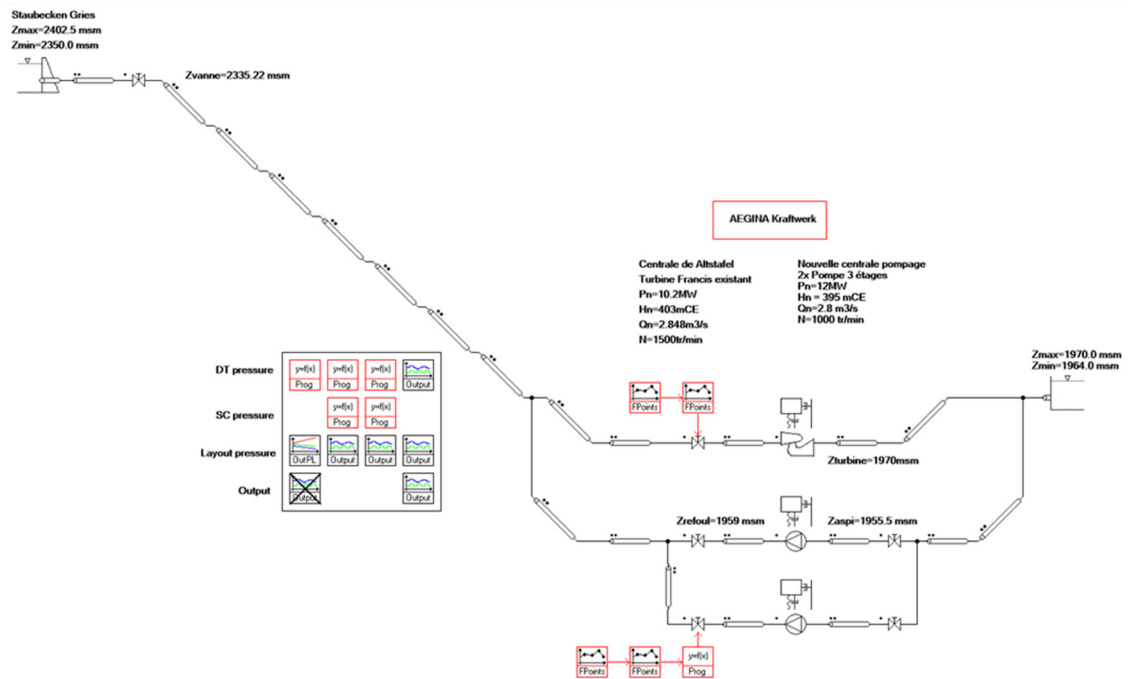 Staubecken Gries
Zmax=2402.5 msm
Zmin=2350.0 msm
Zvanne=2335.22 msm
AEGINA Kraftwerk
Centrale de Altstafel
Turbine Francis existant
Pn=10.2MW
Hn=403mCE
Qn=2.848m3/s
N=1500tr/min
Nouvelle centrale pompage
2x Pompe 3 étages
Pn=12MW
Hn = 395 mCE
Qn=2.8 m3/s
N=1000 tr/min
Zmax=1970.0 msm
Zmin=1964.0 msm
DT pressure
y=f(x) y=f(x) y=f(x)
Prog Prog Prog Output
SC pressure
y=f(x) y=f(x)
Prog Prog
Layout pressure
OutPL Output Output Output
Output
Output Output
FPoints FPoints
Zturbine=1970msm
Zrefoul=1959 msm
Zaspi=1955.5 msm
y=f(x)
FPoints FPoints Prog